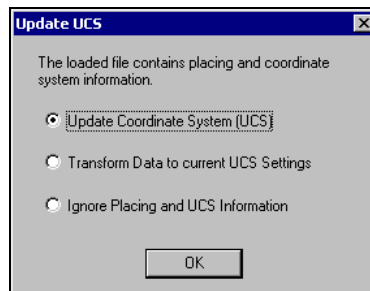 Update UCS
The loaded file contains placing and coordinate
system information.
Update Coordinate System (UCS)
Transform Data to current UCS Settings
Ignore Placing and UCS Information
OK